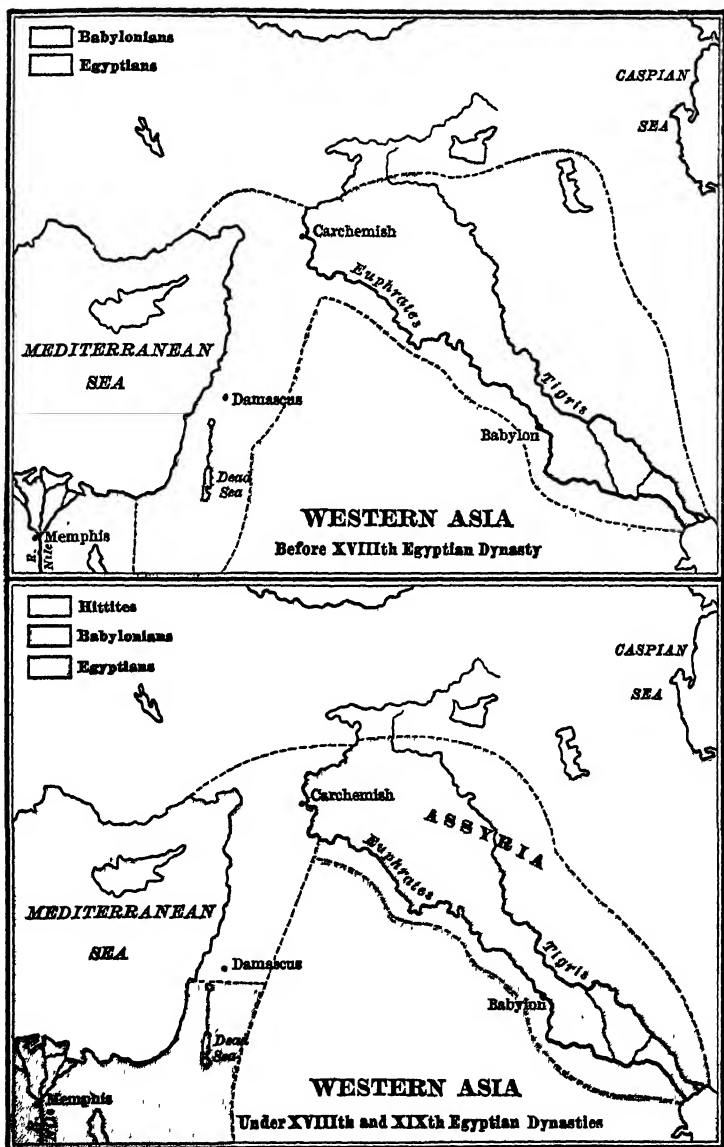 Babylonians
Egyptians
CASPIAN
SEA
Carchemish
Euphrates
MEDITERRANEAN
SEA
Damascus
Tigris
Babylon
Dead
Sea
Memphis
R.
Nile
WESTERN ASIA
Before XVIIIth Egyptian Dynasty
Hittites
Babylonians
Egyptians
CASPIAN
SEA
Carchemish
ASSYRIA
Euphrates
MEDITERRANEAN
SEA
Damascus
Tigris
Babylon
Dead
Sea
Memphis
R.
Nile
WESTERN ASIA
Under XVIIIth and XIXth Egyptian Dynasties